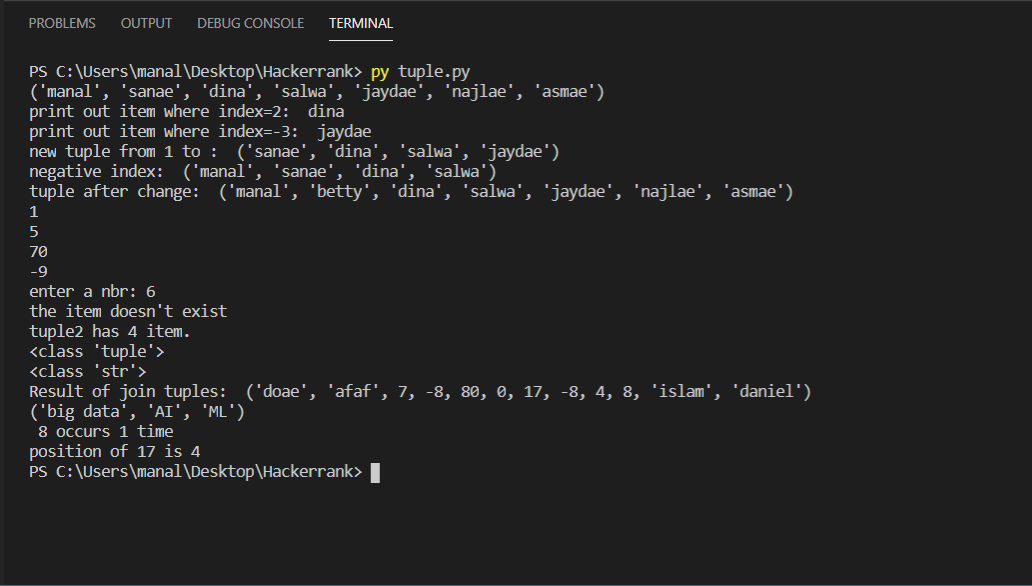 PROBLEMS OUTPUT DEBUG CONSOLE TERMINAL
PS C:\Users\manal\Desktop\Hackerrank> py tuple.py
('manal', 'sanae', 'dina', 'salwa', 'jaydae', 'najlae', 'asmae')
print out item where index=2:  dina
print out item where index=-3:  jaydae
new tuple from 1 to :  ('sanae', 'dina', 'salwa', 'jaydae')
negative index:  ('manal', 'sanae', 'dina', 'salwa')
tuple after change:  ('manal', 'betty', 'dina', 'salwa', 'jaydae', 'najlae', 'asmae')
1
5
70
-9
enter a nbr: 6
the item doesn't exist
tuple2 has 4 item.
<class 'tuple'>
<class 'str'>
Result of join tuples:  ('doae', 'afaf', 7, -8, 80, 0, 17, -8, 4, 8, 'islam', 'daniel')
('big data', 'AI', 'ML')
 8 occurs 1 time
position of 17 is 4
PS C:\Users\manal\Desktop\Hackerrank>